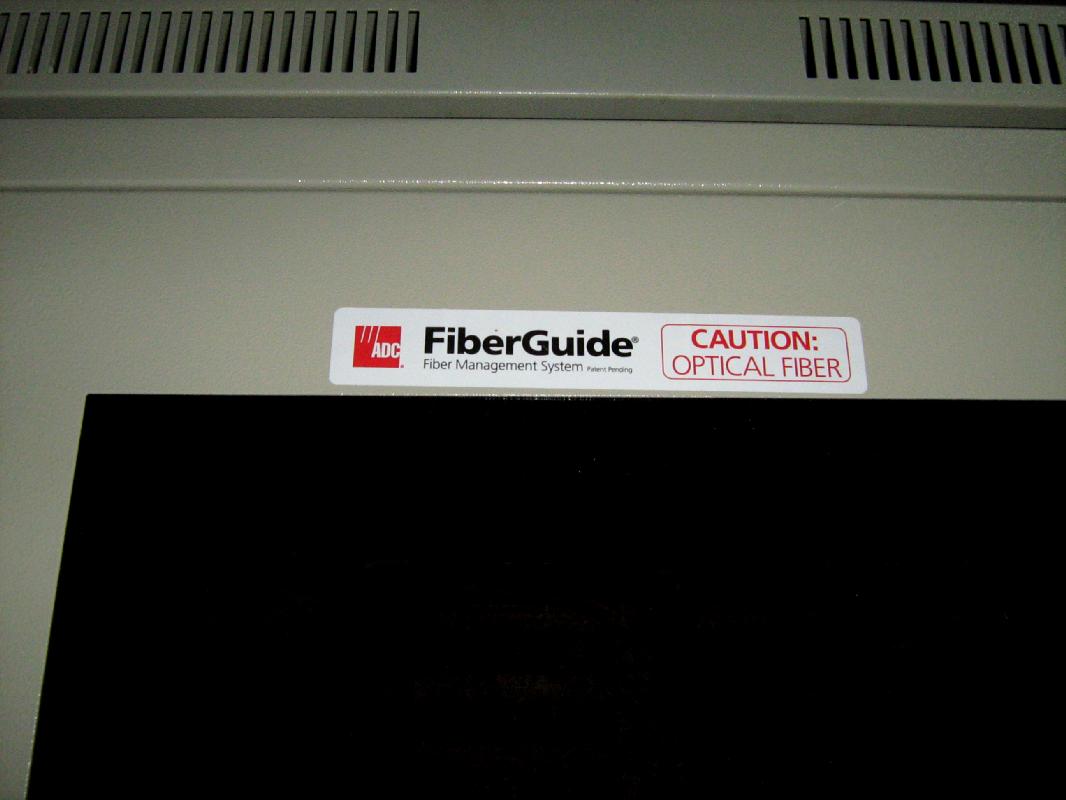 ADC
FiberGuide®
Fiber Management System Patent Pending
CAUTION:
OPTICAL FIBER